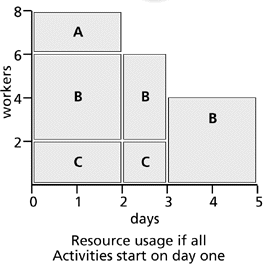 8
A
6
B
B
workers
4
B
2
C
C
0
1
2
3
4
5
days
Resource usage if all
Activities start on day one